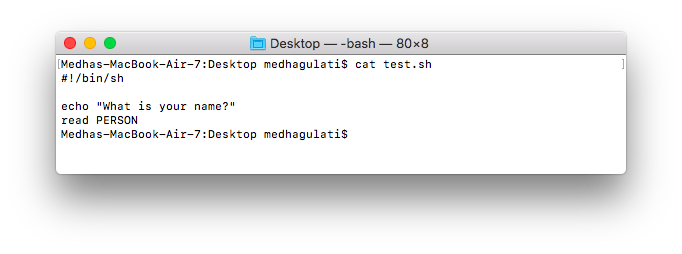 Desktop — -bash — 80×8
[Medhas-MacBook-Air-7:Desktop medhagulati$ cat test.sh ]
#!/bin/sh
echo "What is your name?"
read PERSON
Medhas-MacBook-Air-7:Desktop medhagulati$